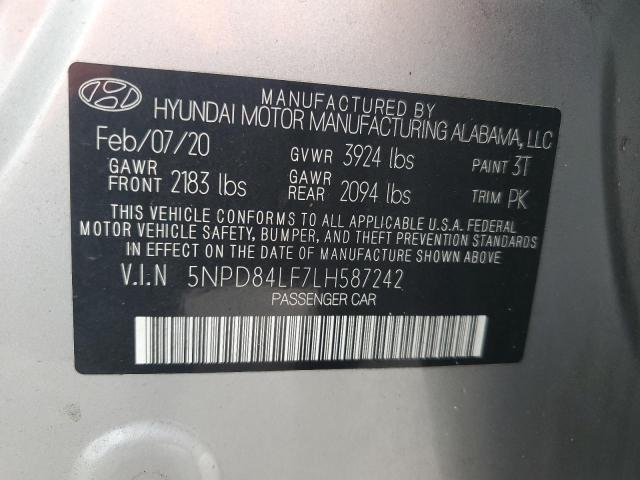 MANUFACTURED BY
HYUNDAI MOTOR MANUFACTURING ALABAMA, LLC
Feb/07/20 GVWR 3924 lbs PAINT 3T
GAWR FRONT 2183 lbs GAWR REAR 2094 lbs TRIM PK
THIS VEHICLE CONFORMS TO ALL APPLICABLE U.S.A. FEDERAL
MOTOR VEHICLE SAFETY, BUMPER, AND THEFT PREVENTION STANDARDS
IN EFFECT ON THE DATE OF MANUFACTURE SHOWN ABOVE.
V.I.N 5NPD84LF7LH587242
PASSENGER CAR